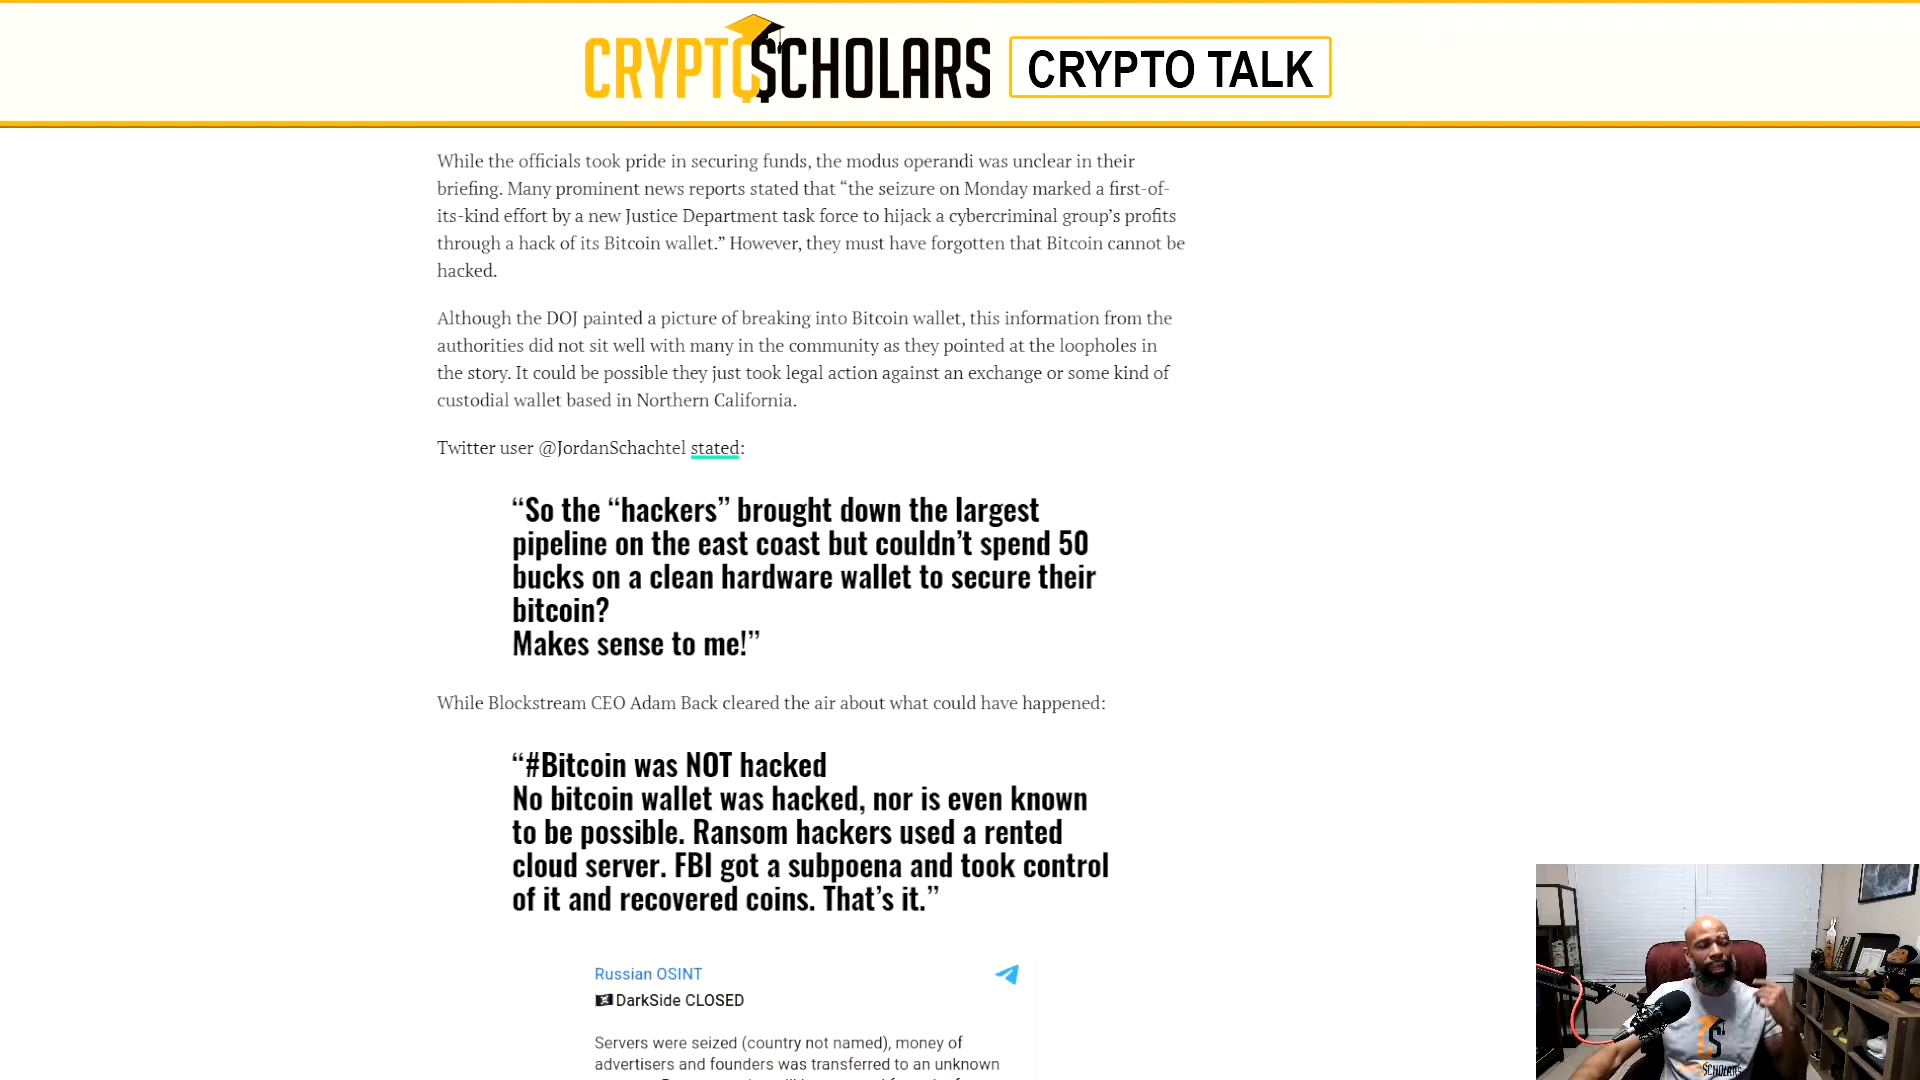 CRYPTO SCHOLARS CRYPTO TALK
While the officials took pride in securing funds, the modus operandi was unclear in their
briefing. Many prominent news reports stated that “the seizure on Monday marked a first-of-
its-kind effort by a new Justice Department task force to hijack a cybercriminal group’s profits
through a hack of its Bitcoin wallet.” However, they must have forgotten that Bitcoin cannot be
hacked.
Although the DOJ painted a picture of breaking into Bitcoin wallet, this information from the
authorities did not sit well with many in the community as they pointed at the loopholes in
the story. It could be possible they just took legal action against an exchange or some kind of
custodial wallet based in Northern California.
Twitter user @JordanSchachtel stated:
“So the “hackers” brought down the largest
pipeline on the east coast but couldn’t spend 50
bucks on a clean hardware wallet to secure their
bitcoin?
Makes sense to me!”
While Blockstream CEO Adam Back cleared the air about what could have happened:
“#Bitcoin was NOT hacked
No bitcoin wallet was hacked, nor is even known
to be possible. Ransom hackers used a rented
cloud server. FBI got a subpoena and took control
of it and recovered coins. That’s it.”
Russian OSINT
DarkSide CLOSED
Servers were seized (country not named), money of
advertisers and founders was transferred to an unknown